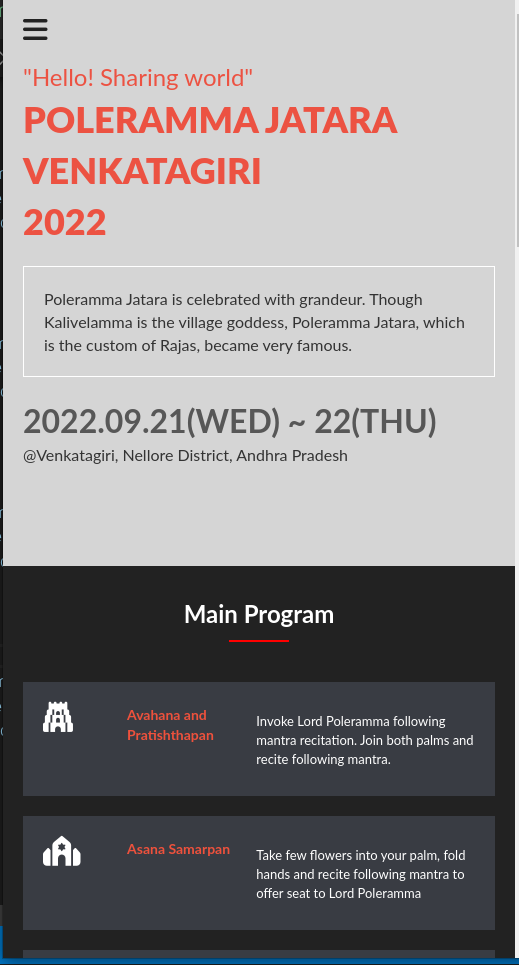 "Hello! Sharing world"
POLERAMMA JATARA
VENKATAGIRI
2022
Poleramma Jatara is celebrated with grandeur. Though
Kalivelamma is the village goddess, Poleramma Jatara, which
is the custom of Rajas, became very famous.
2022.09.21(WED) ~ 22(THU)
@Venkatagiri, Nellore District, Andhra Pradesh
Main Program
Avahana and
Pratishthapan
Invoke Lord Poleramma following
mantra recitation. Join both palms and
recite following mantra.
Asana Samarpan
Take few flowers into your palm, fold
hands and recite following mantra to
offer seat to Lord Poleramma